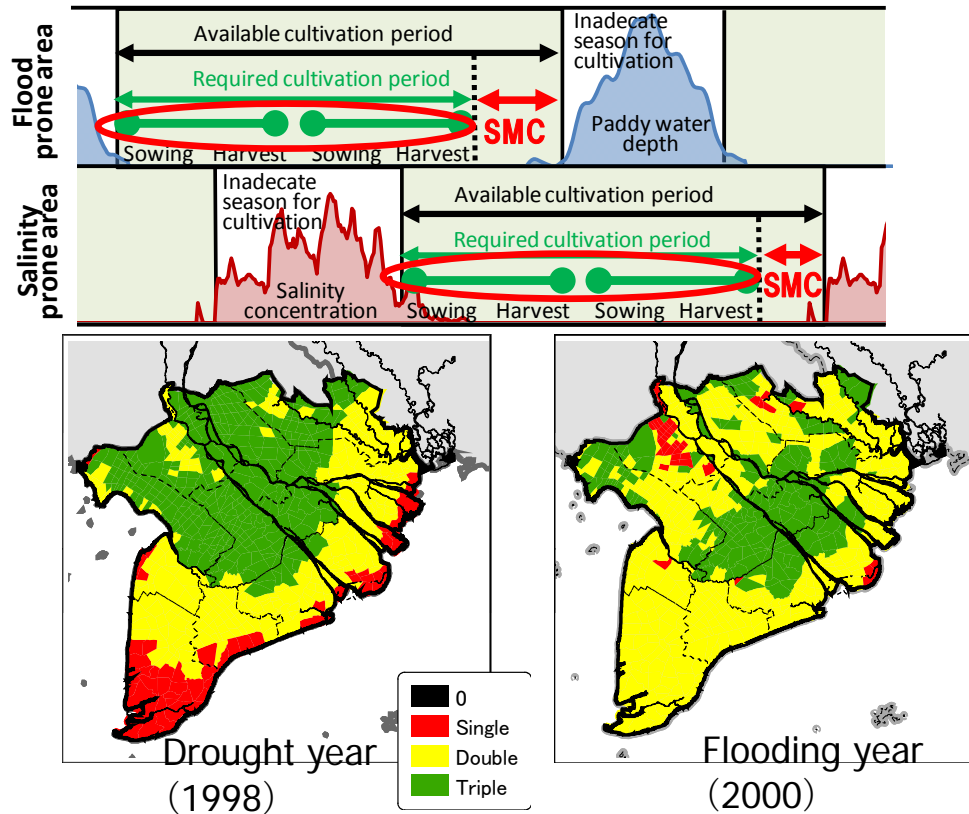 Flood
prone area
Available cultivation period
Required cultivation period
SMC
Sowing Harvest Sowing Harvest
Inadecate
season for
cultivation
Paddy water
depth
Salinity
prone area
Inadecate
season for
cultivation
Salinity
concentration
Available cultivation period
Required cultivation period
SMC
Sowing Harvest Sowing Harvest
Drought year
(1998)
0
Single
Double
Triple
Flooding year
(2000)